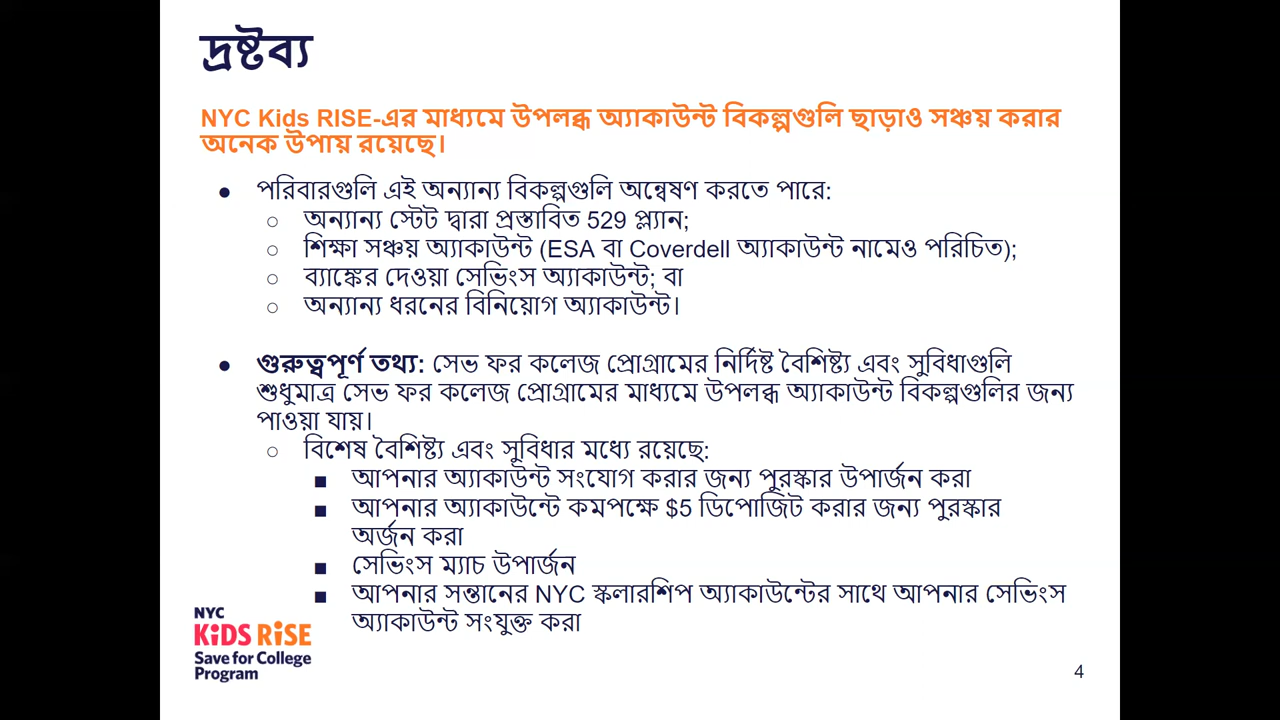 দ্রষ্টব্য
NYC Kids RISE-এর মাধ্যমে উপলব্ধ অ্যাকাউন্ট বিকল্পগুলি ছাড়াও সঞ্চয় করার
অনেক উপায় রয়েছে।
● পরিবারগুলি এই অন্যান্য বিকল্পগুলি অন্বেষণ করতে পারে:
○ অন্যান্য স্টেট দ্বারা প্রস্তাবিত 529 প্ল্যান;
○ শিক্ষা সঞ্চয় অ্যাকাউন্ট (ESA বা Coverdell অ্যাকাউন্ট নামেও পরিচিত);
○ ব্যাঙ্কের দেওয়া সেভিংস অ্যাকাউন্ট; বা
○ অন্যান্য ধরনের বিনিয়োগ অ্যাকাউন্ট।
● গুরুত্বপূর্ণ তথ্য: সেভ ফর কলেজ প্রোগ্রামের নির্দিষ্ট বৈশিষ্ট্য এবং সুবিধাগুলি
শুধুমাত্র সেভ ফর কলেজ প্রোগ্রামের মাধ্যমে উপলব্ধ অ্যাকাউন্ট বিকল্পগুলির জন্য
পাওয়া যায়।
○ বিশেষ বৈশিষ্ট্য এবং সুবিধার মধ্যে রয়েছে:
■ আপনার অ্যাকাউন্ট সংযোগ করার জন্য পুরস্কার উপার্জন করা
■ আপনার অ্যাকাউন্টে কমপক্ষে $5 ডিপোজিট করার জন্য পুরস্কার
অর্জন করা
■ সেভিংস ম্যাচ উপার্জন
■ আপনার সন্তানের NYC স্কলারশিপ অ্যাকাউন্টের সাথে আপনার সেভিংস
অ্যাকাউন্ট সংযুক্ত করা
NYC
KiDS RiSE
Save for College
Program
4